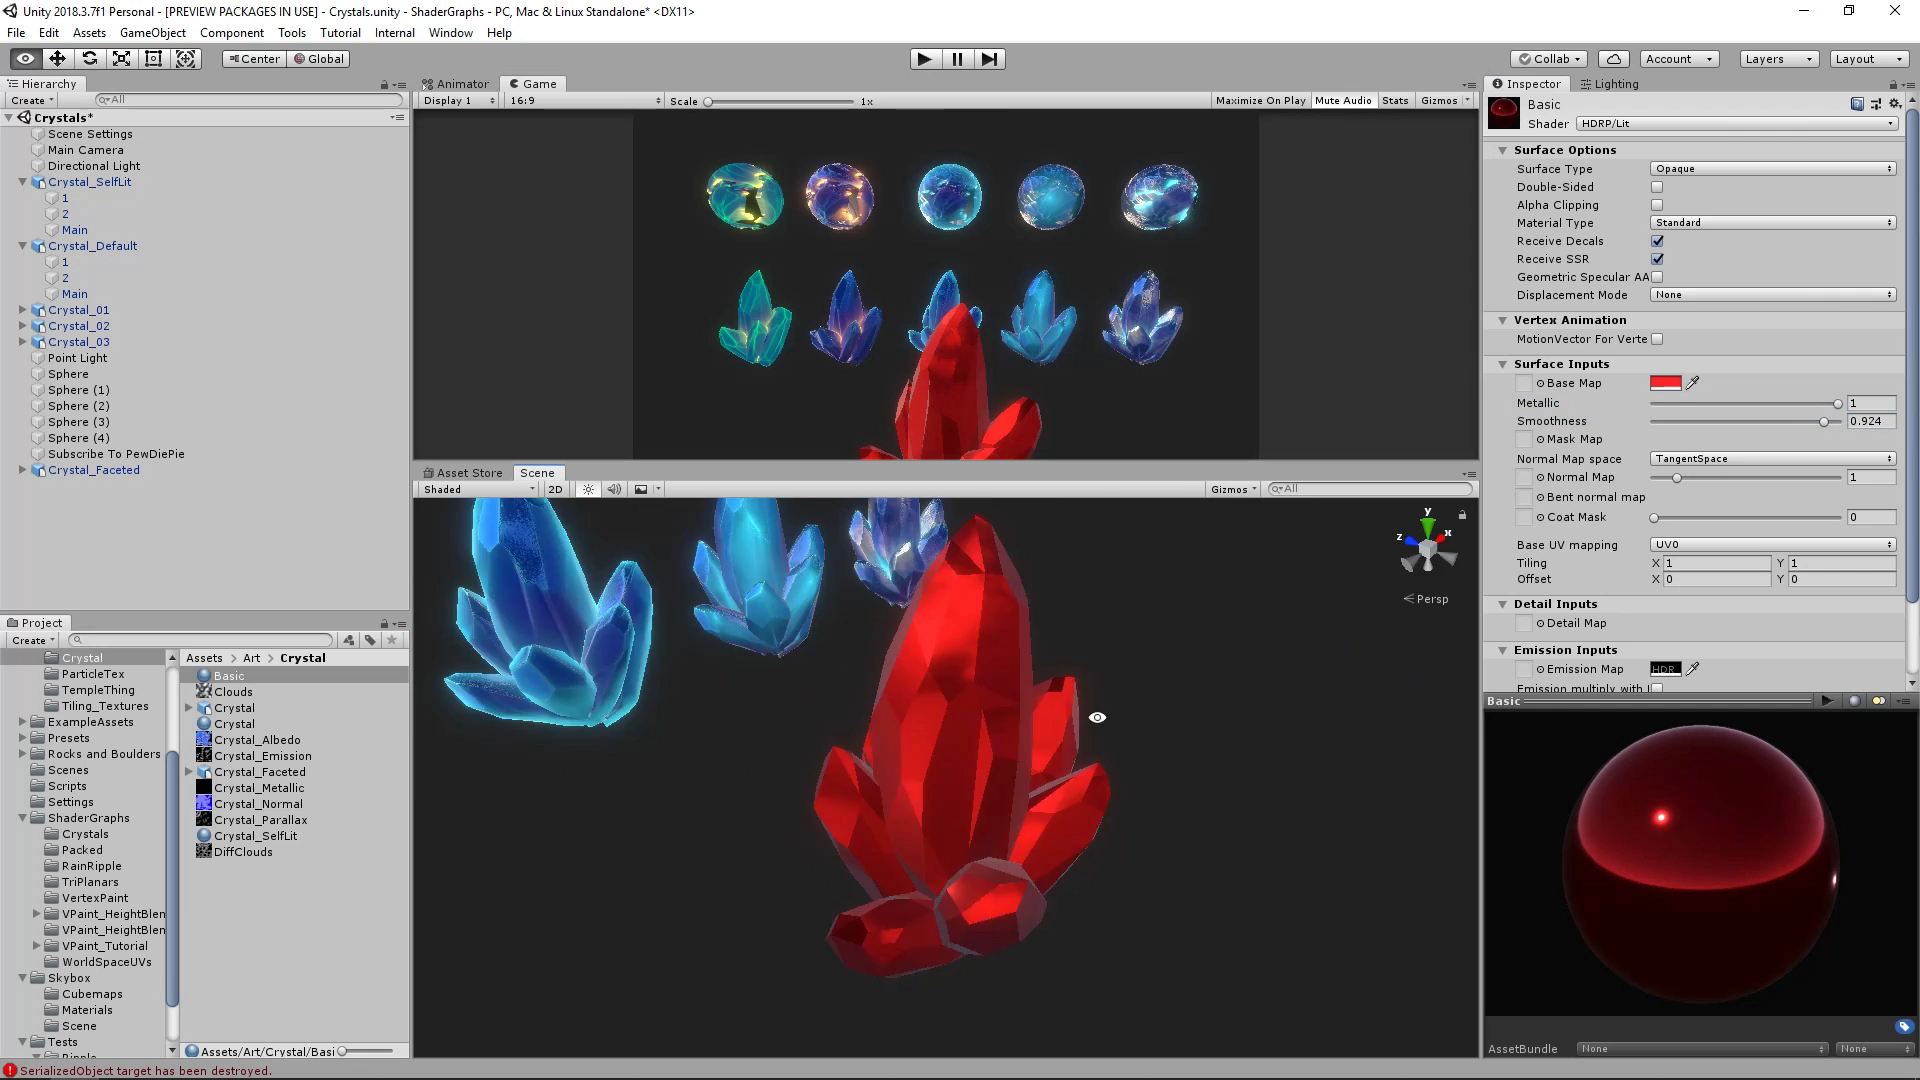 Unity 2018.3.7f1 Personal - [PREVIEW PACKAGES IN USE] - Crystals.unity - ShaderGraphs - PC, Mac & Linux Standalone* <DX11>
File Edit Assets GameObject Component Tools Tutorial Internal Window Help
Center Global Collab Account Layers Layout
Hierarchy
Create All
Crystals*
Scene Settings
Main Camera
Directional Light
Crystal_SelfLit
1
2
Main
Crystal_Default
1
2
Main
Crystal_01
Crystal_02
Crystal_03
Point Light
Sphere
Sphere (1)
Sphere (2)
Sphere (3)
Sphere (4)
Subscribe To PewDiePie
Crystal_Faceted
Animator Game
Display 1 16:9 Scale 1x Maximize On Play Mute Audio Stats Gizmos
Asset Store Scene
Shaded 2D Gizmos All
y
x
z
Persp
Project
Create
Crystal
ParticleTex
TempleThing
Tiling_Textures
ExampleAssets
Presets
Rocks and Boulders
Scenes
Scripts
Settings
ShaderGraphs
Crystals
Packed
RainRipple
TriPlanars
VertexPaint
VPaint_HeightBlen
VPaint_HeightBlen
VPaint_Tutorial
WorldSpaceUVs
Skybox
Cubemaps
Materials
Scene
Tests
Assets > Art > Crystal
Basic
Clouds
Crystal
Crystal
Crystal_Albedo
Crystal_Emission
Crystal_Faceted
Crystal_Metallic
Crystal_Normal
Crystal_Parallax
Crystal_SelfLit
DiffClouds
Assets/Art/Crystal/Basi
Inspector Lighting
Basic
Shader HDRP/Lit
Surface Options
Surface Type Opaque
Double-Sided
Alpha Clipping
Material Type Standard
Receive Decals
Receive SSR
Geometric Specular AA
Displacement Mode None
Vertex Animation
MotionVector For Verte
Surface Inputs
Base Map
Metallic 1
Smoothness 0.924
Mask Map
Normal Map space TangentSpace
Normal Map 1
Bent normal map
Coat Mask 0
Base UV mapping UV0
Tiling X 1 Y 1
Offset X 0 Y 0
Detail Inputs
Detail Map
Emission Inputs
Emission Map HDR
Emission multiply with
Basic
AssetBundle None None
SerializedObject target has been destroyed.